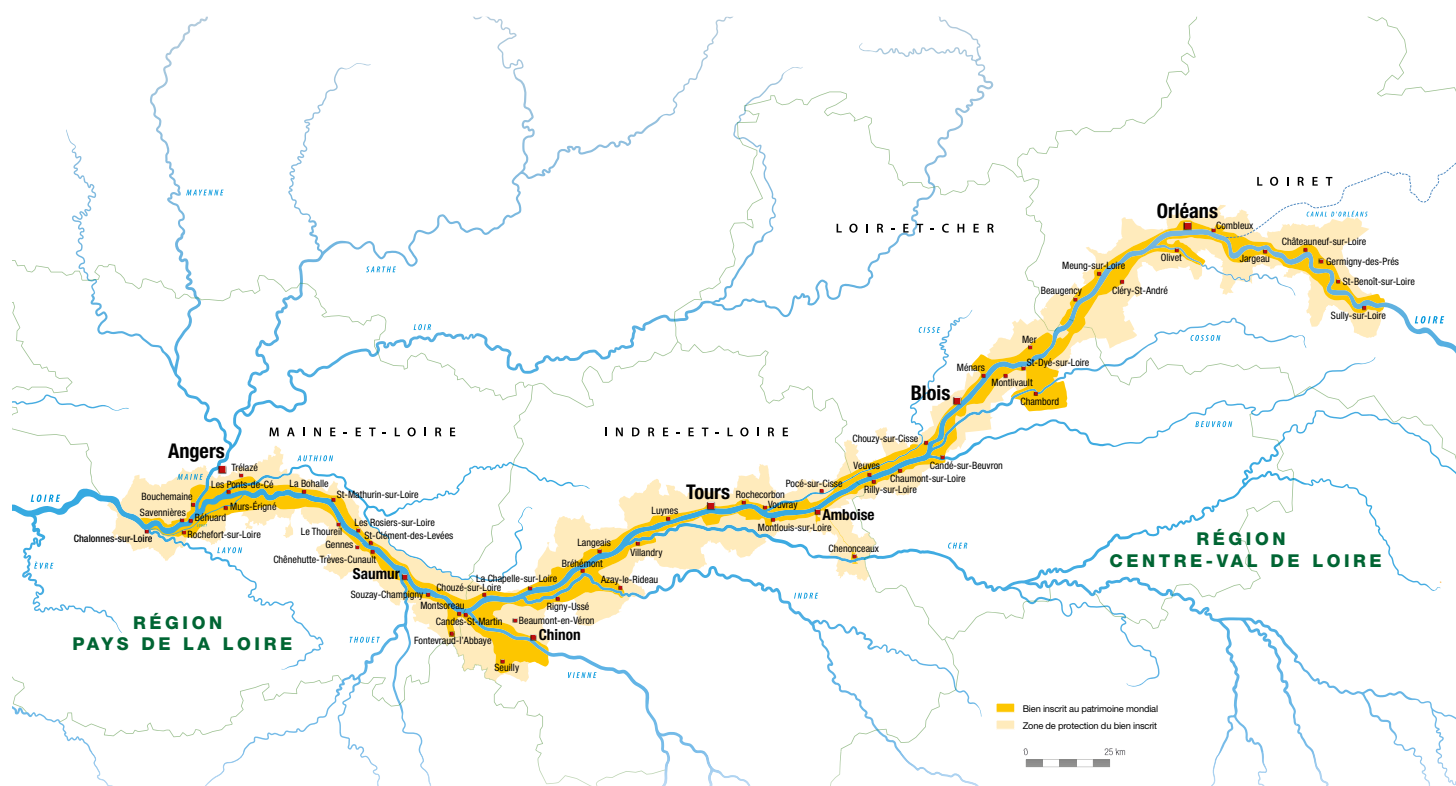 MAYENNE
SARTHE
LOIR
LOIR-ET-CHER
LOIRET
CANAL D'ORLÉANS
Orléans
Combleux
Châteauneuf-sur-Loire
Germigny-des-Prés
Jargeau
St-Benoît-sur-Loire
Sully-sur-Loire
LOIRE
Olivet
Meung-sur-Loire
Cléry-St-André
Beaugency
CISSE
COSSON
Mer
St-Dyé-sur-Loire
Ménars
Montlivault
Chambord
Blois
BEUVRON
Chouzy-sur-Cisse
Candé-sur-Beuvron
Veuves
Chaumont-sur-Loire
Rilly-sur-Loire
Pocé-sur-Cisse
Amboise
MAINE-ET-LOIRE
INDRE-ET-LOIRE
Angers
MAINE
Trélazé
AUTHION
Les Ponts-de-Cé
La Bohalle
St-Mathurin-sur-Loire
LOIRE
Bouchemaine
Savennières
Béhuard
Murs-Érigné
Chalonnes-sur-Loire
Rochefort-sur-Loire
LAYON
ÈVRE
Le Thoureil
Les Rosiers-sur-Loire
St-Clément-des-Levées
Gennes
Chênehutte-Trèves-Cunault
Saumur
Souzay-Champigny
Chouzé-sur-Loire
La Chapelle-sur-Loire
Montsoreau
Candes-St-Martin
Fontevraud-l'Abbaye
THOUET
Tours
Rochecorbon
Vouvray
Montlouis-sur-Loire
Luynes
Langeais
Villandry
Bréhémont
Azay-le-Rideau
Rigny-Ussé
Beaumont-en-Véron
Chinon
Seuilly
VIENNE
INDRE
CHER
Chenonceaux
RÉGION
PAYS DE LA LOIRE
RÉGION
CENTRE-VAL DE LOIRE
Bien inscrit au patrimoine mondial
Zone de protection du bien inscrit
0 25 km